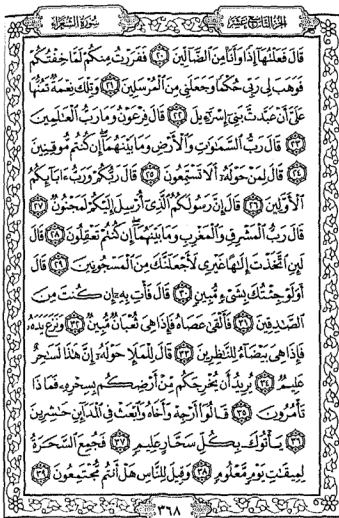 الجزء التاسع عشر
سورة الشعراء
قَالَ فَعَلْتُهَآ إِذًا وَأَنَا۠ مِنَ ٱلضَّآلِّينَ ٢٠ فَفَرَرْتُ مِنكُمْ لَمَّا خِفْتُكُمْ
فَوَهَبَ لِى رَبِّى حُكْمًا وَجَعَلَنِى مِنَ ٱلْمُرْسَلِينَ ٢١ وَتِلْكَ نِعْمَةٌ تَمُنُّهَا
عَلَىَّ أَنْ عَبَّدتَّ بَنِىٓ إِسْرَٰٓءِيلَ ٢٢ قَالَ فِرْعَوْنُ وَمَا رَبُّ ٱلْعَٰلَمِينَ
٢٣ قَالَ رَبُّ ٱلسَّمَٰوَٰتِ وَٱلْأَرْضِ وَمَا بَيْنَهُمَآ إِن كُنتُم مُّوقِنِينَ
٢٤ قَالَ لِمَنْ حَوْلَهُۥٓ أَلَا تَسْتَمِعُونَ ٢٥ قَالَ رَبُّكُمْ وَرَبُّ ءَابَآئِكُمُ
ٱلْأَوَّلِينَ ٢٦ قَالَ إِنَّ رَسُولَكُمُ ٱلَّذِىٓ أُرْسِلَ إِلَيْكُمْ لَمَجْنُونٌ ٢٧
قَالَ رَبُّ ٱلْمَشْرِقِ وَٱلْمَغْرِبِ وَمَا بَيْنَهُمَآ إِن كُنتُمْ تَعْقِلُونَ ٢٨ قَالَ
لَئِنِ ٱتَّخَذْتَ إِلَٰهًا غَيْرِى لَأَجْعَلَنَّكَ مِنَ ٱلْمَسْجُونِينَ ٢٩ قَالَ
أَوَلَوْ جِئْتُكَ بِشَىْءٍ مُّبِينٍ ٣٠ قَالَ فَأْتِ بِهِۦٓ إِن كُنتَ مِنَ
ٱلصَّٰدِقِينَ ٣١ فَأَلْقَىٰ عَصَاهُ فَإِذَا هِىَ ثُعْبَانٌ مُّبِينٌ ٣٢ وَنَزَعَ يَدَهُۥ
فَإِذَا هِىَ بَيْضَآءُ لِلنَّٰظِرِينَ ٣٣ قَالَ لِلْمَلَإِ حَوْلَهُۥٓ إِنَّ هَٰذَا لَسَٰحِرٌ
عَلِيمٌ ٣٤ يُرِيدُ أَن يُخْرِجَكُم مِّنْ أَرْضِكُم بِسِحْرِهِۦ فَمَاذَا
تَأْمُرُونَ ٣٥ قَالُوٓا۟ أَرْجِهْ وَأَخَاهُ وَٱبْعَثْ فِى ٱلْمَدَآئِنِ حَٰشِرِينَ
٣٦ يَأْتُوكَ بِكُلِّ سَحَّارٍ عَلِيمٍ ٣٧ فَجُمِعَ ٱلسَّحَرَةُ
لِمِيقَٰتِ يَوْمٍ مَّعْلُومٍ ٣٨ وَقِيلَ لِلنَّاسِ هَلْ أَنتُم مُّجْتَمِعُونَ ٣٩
٣٦٨